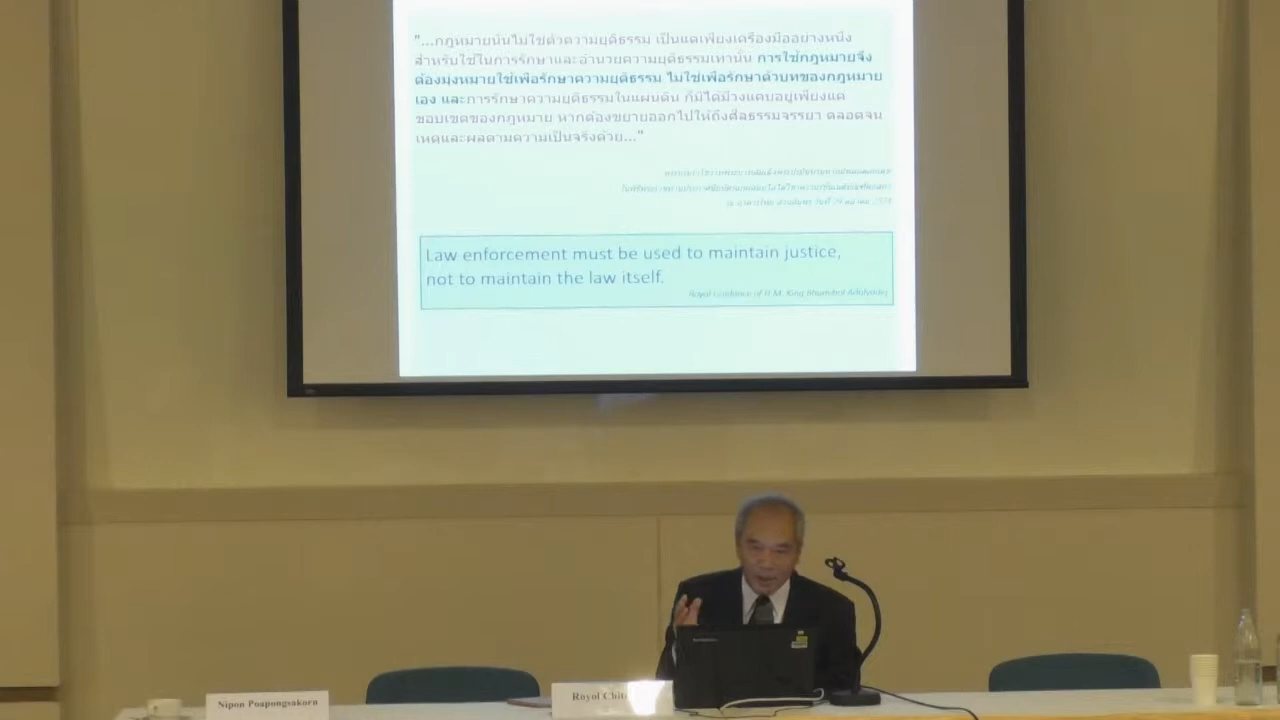 "...กฎหมายนั้นไม่ใช่ตัวความยุติธรรม เป็นแต่เพียงเครื่องมืออย่างหนึ่ง
สำหรับใช้ในการรักษาและอำนวยความยุติธรรมเท่านั้น การใช้กฎหมายจึง
ต้องมุ่งหมายใช้เพื่อรักษาความยุติธรรม ไม่ใช่เพื่อรักษาตัวบทของกฎหมาย
เอง และการรักษาความยุติธรรมในแผ่นดิน ก็มิได้มีวงแคบอยู่เพียงแค่
ขอบเขตของกฎหมาย หากต้องขยายออกไปให้ถึงศีลธรรมจรรยา ตลอดจน
เหตุและผลตามความเป็นจริงด้วย..."
Law enforcement must be used to maintain justice,
not to maintain the law itself.
Royal Guidance of H.M. King Bhumibol Adulyadej
Nipon Poapongsakorn
Royol